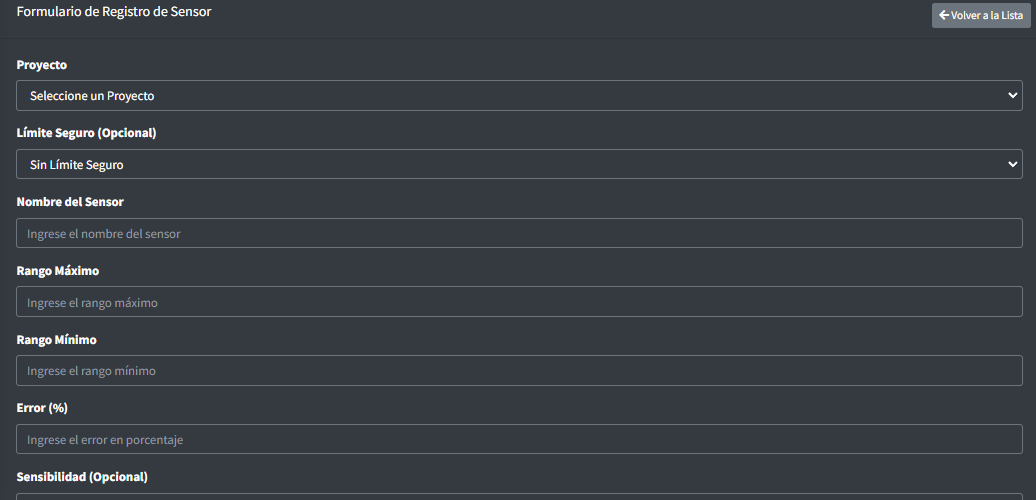 Formulario de Registro de Sensor
Volver a la Lista
Proyecto
Seleccione un Proyecto
Límite Seguro (Opcional)
Sin Límite Seguro
Nombre del Sensor
Ingrese el nombre del sensor
Rango Máximo
Ingrese el rango máximo
Rango Mínimo
Ingrese el rango mínimo
Error (%)
Ingrese el error en porcentaje
Sensibilidad (Opcional)